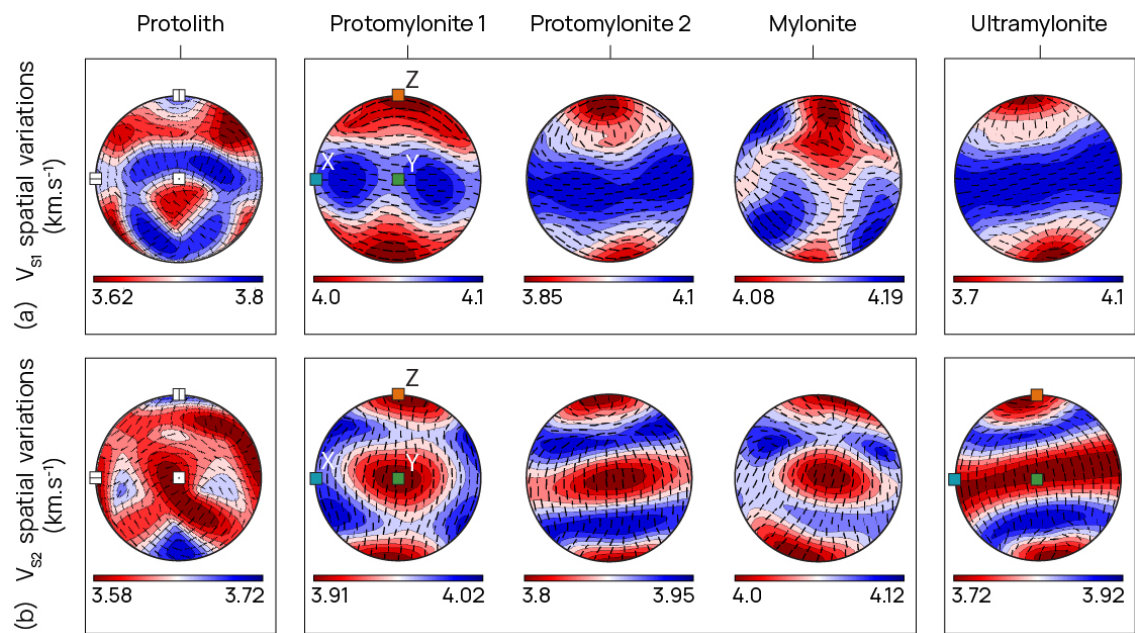 Protolith Protomylonite 1 Protomylonite 2 Mylonite Ultramylonite
(a) V_S1 spatial variations
(km.s⁻¹)
Z
X Y
3.62 3.8 4.0 4.1 3.85 4.1 4.08 4.19 3.7 4.1
(b) V_S2 spatial variations
(km.s⁻¹)
Z
X Y
3.58 3.72 3.91 4.02 3.8 3.95 4.0 4.12 3.72 3.92